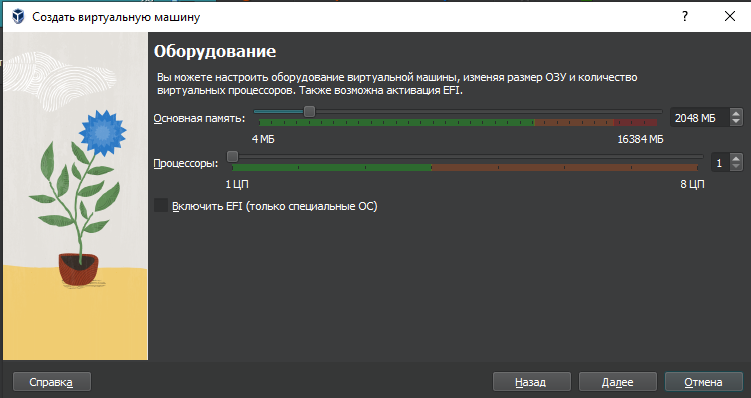 Создать виртуальную машину
Оборудование
Вы можете настроить оборудование виртуальной машины, изменяя размер ОЗУ и количество
виртуальных процессоров. Также возможна активация EFI.
Основная память: 2048 МБ
4 МБ 16384 МБ
Процессоры: 1
1 ЦП 8 ЦП
Включить EFI (только специальные ОС)
Справка Назад Далее Отмена